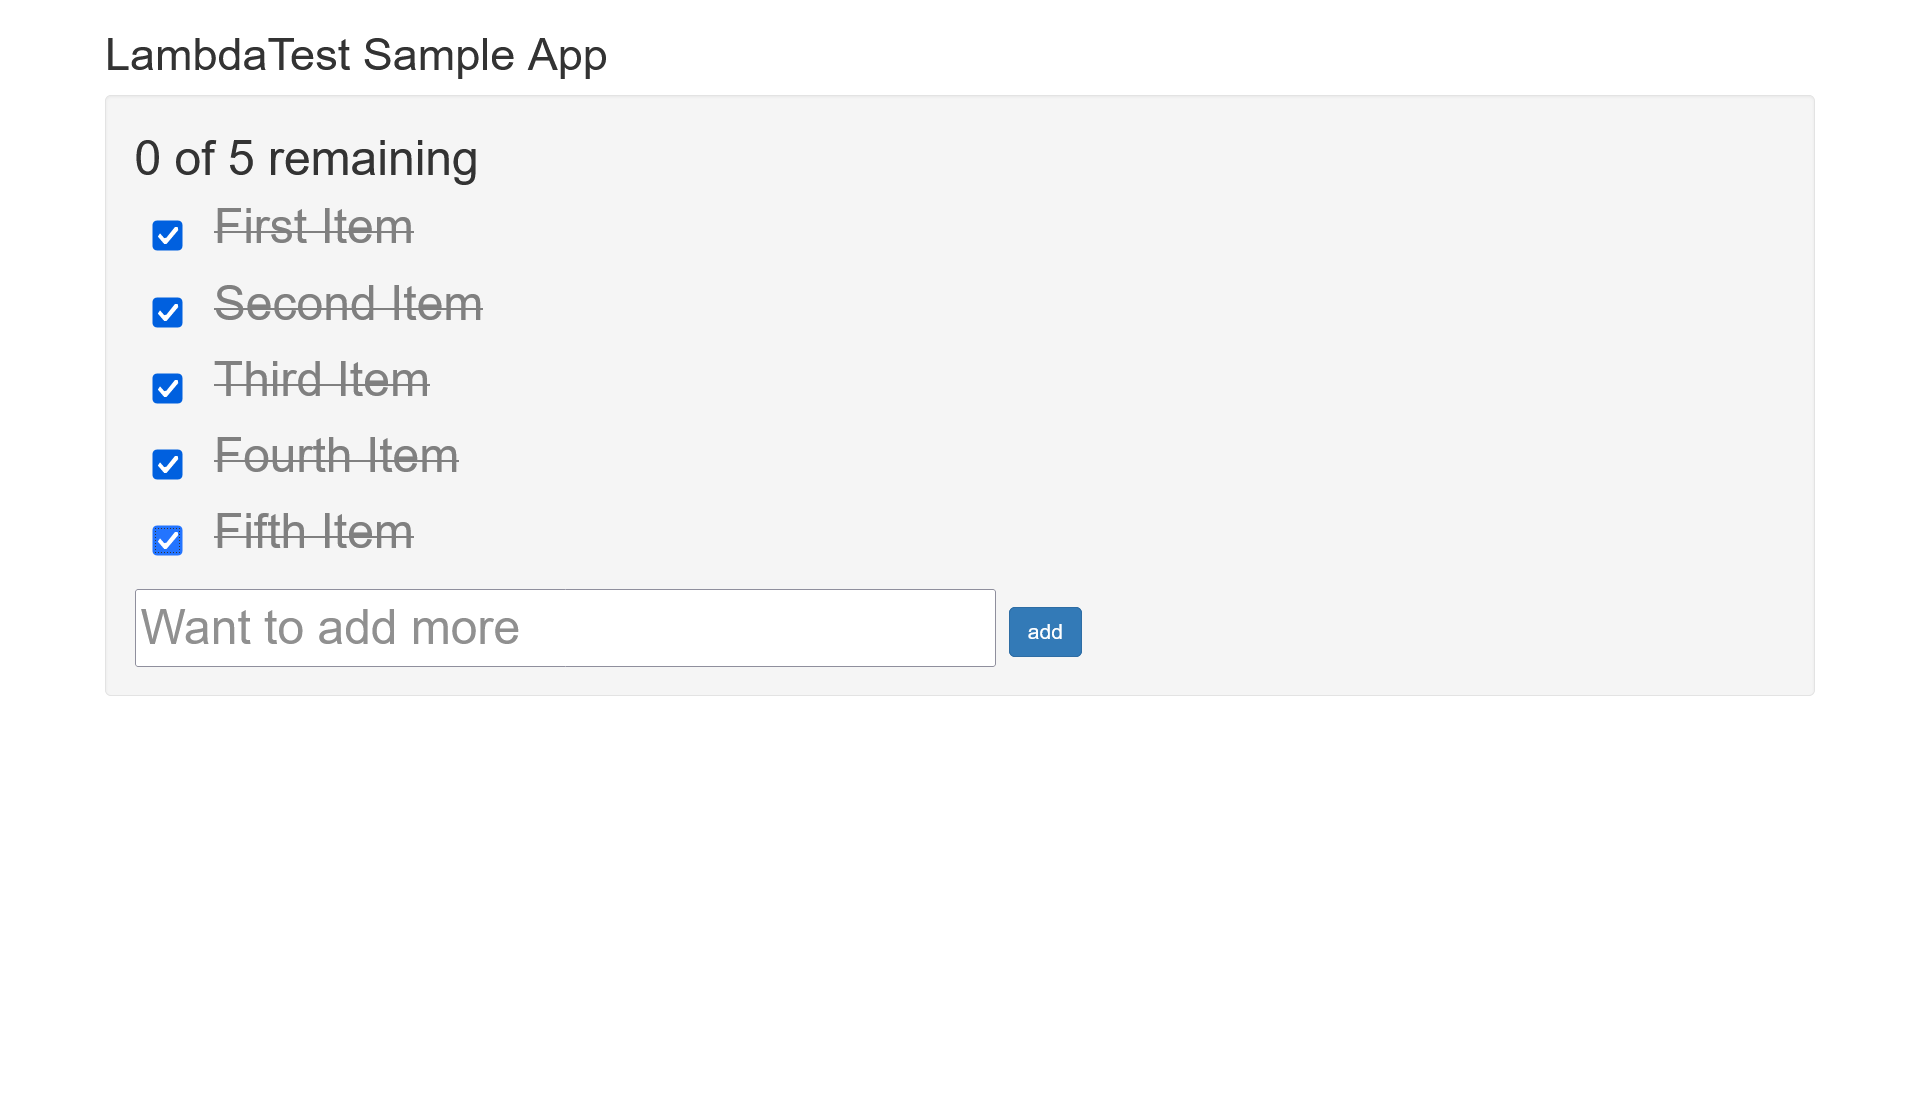 LambdaTest Sample App
0 of 5 remaining
First Item
Second Item
Third Item
Fourth Item
Fifth Item
Want to add more
add